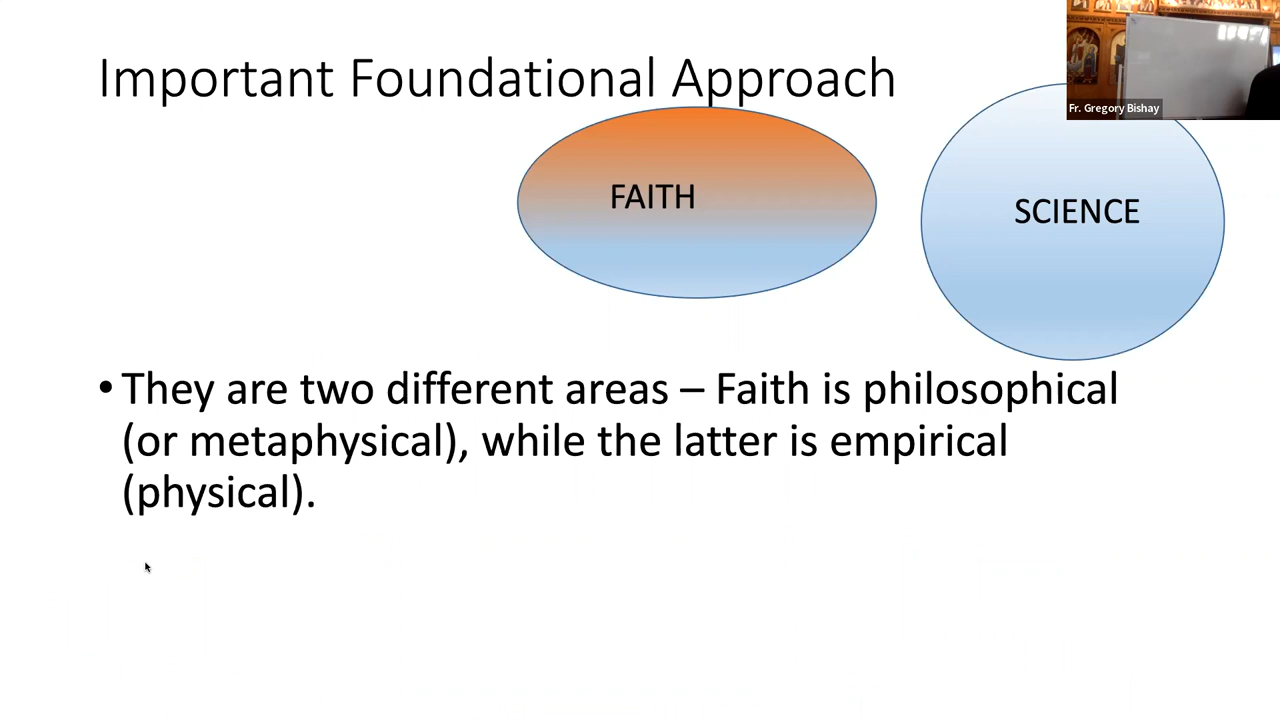 Important Foundational Approach
Fr. Gregory Bishay
FAITH
SCIENCE
•They are two different areas – Faith is philosophical
(or metaphysical), while the latter is empirical
(physical).